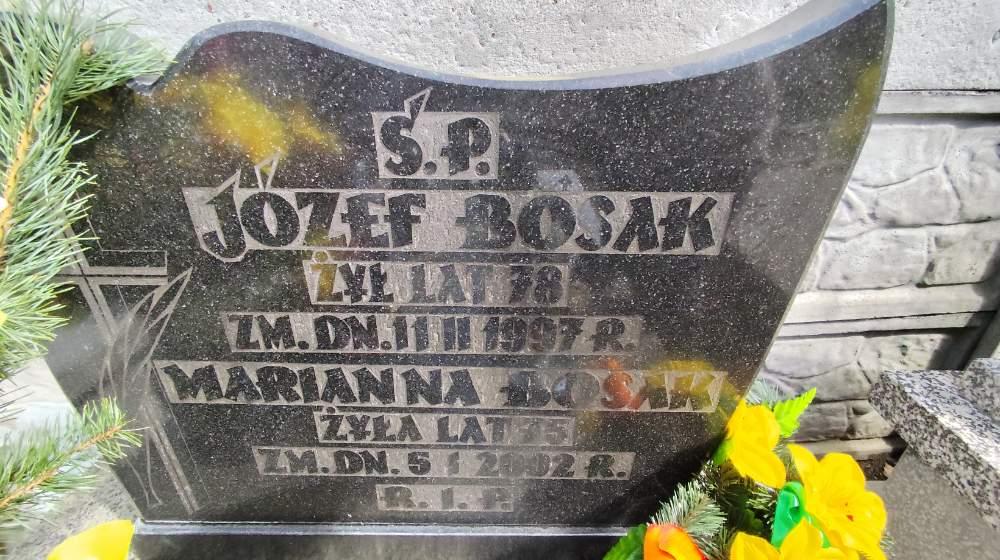 Ś.P.
JÓZEF BOSAK
ŻYŁ LAT 78
ZM. DN. 11 II 1997 R.
MARIANNA BOSAK
ŻYŁA LAT 75
ZM. DN. 5 I 2002 R.
R.I.P.